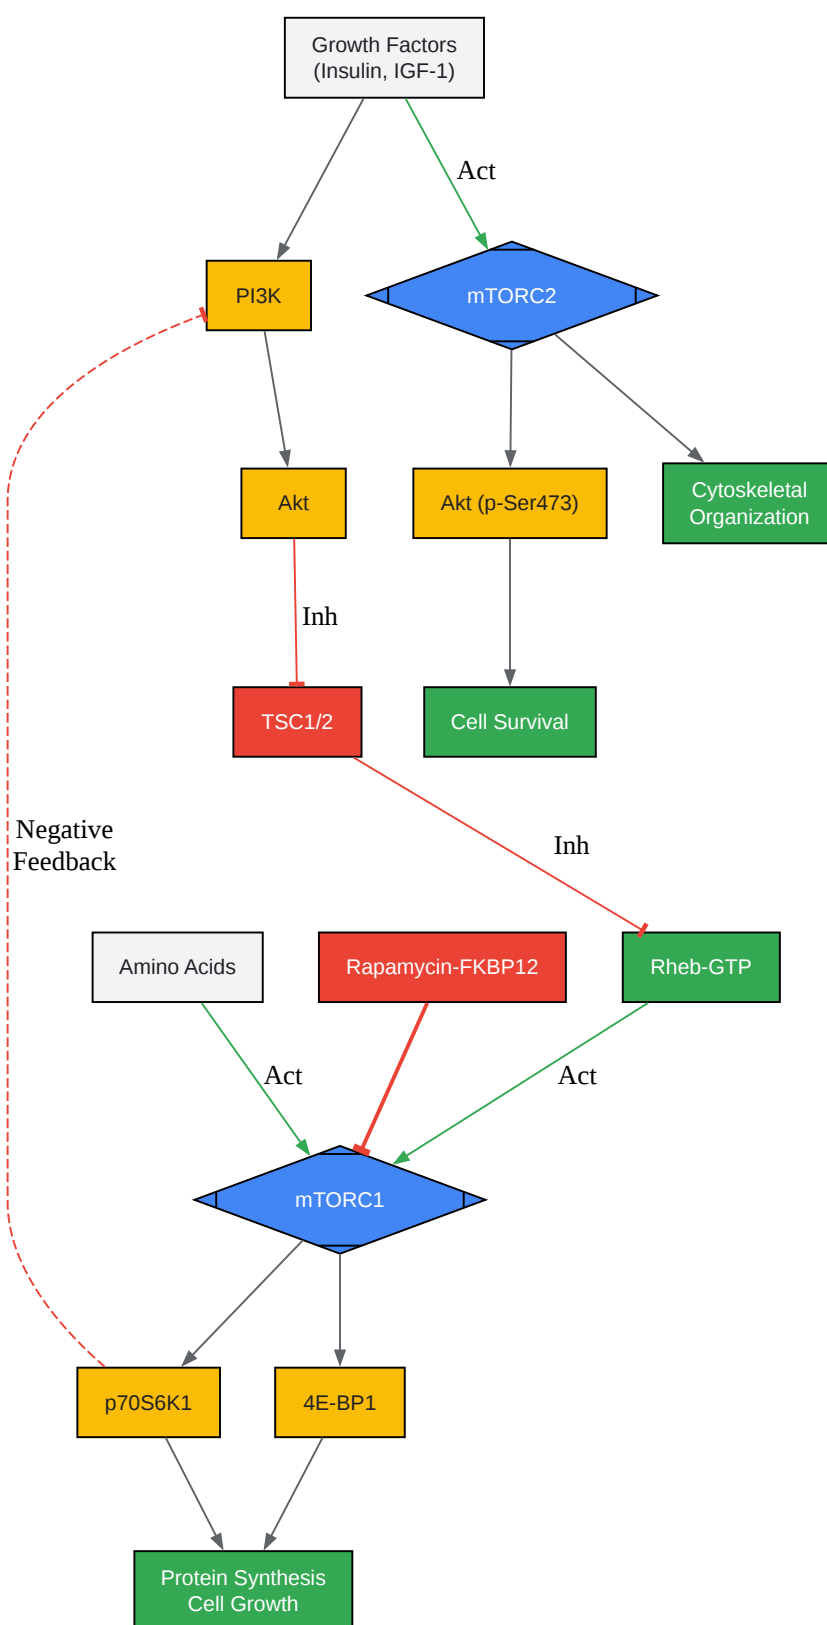 Growth Factors
(Insulin, IGF-1)
Act
PI3K
mTORC2
Akt
Akt (p-Ser473)
Cytoskeletal
Organization
Inh
TSC1/2
Cell Survival
Negative
Feedback
Inh
Amino Acids
Rapamycin-FKBP12
Rheb-GTP
Act
Act
mTORC1
p70S6K1
4E-BP1
Protein Synthesis
Cell Growth